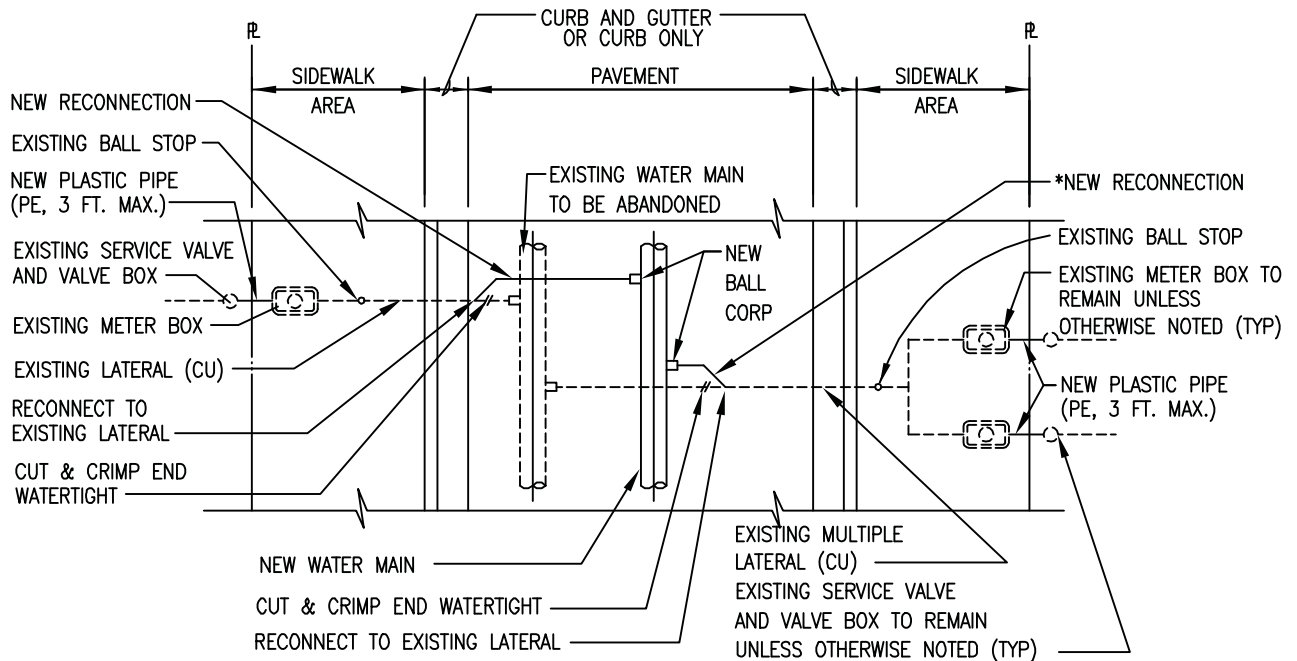 CURB AND GUTTER
OR CURB ONLY
PL
PL
SIDEWALK
AREA
PAVEMENT
SIDEWALK
AREA
NEW RECONNECTION
EXISTING BALL STOP
NEW PLASTIC PIPE
(PE, 3 FT. MAX.)
EXISTING SERVICE VALVE
AND VALVE BOX
EXISTING METER BOX
EXISTING LATERAL (CU)
RECONNECT TO
EXISTING LATERAL
CUT & CRIMP END
WATERTIGHT
EXISTING WATER MAIN
TO BE ABANDONED
NEW
BALL
CORP
*NEW RECONNECTION
EXISTING BALL STOP
EXISTING METER BOX TO
REMAIN UNLESS
OTHERWISE NOTED (TYP)
NEW PLASTIC PIPE
(PE, 3 FT. MAX.)
NEW WATER MAIN
CUT & CRIMP END WATERTIGHT
RECONNECT TO EXISTING LATERAL
EXISTING MULTIPLE
LATERAL (CU)
EXISTING SERVICE VALVE
AND VALVE BOX TO REMAIN
UNLESS OTHERWISE NOTED (TYP)